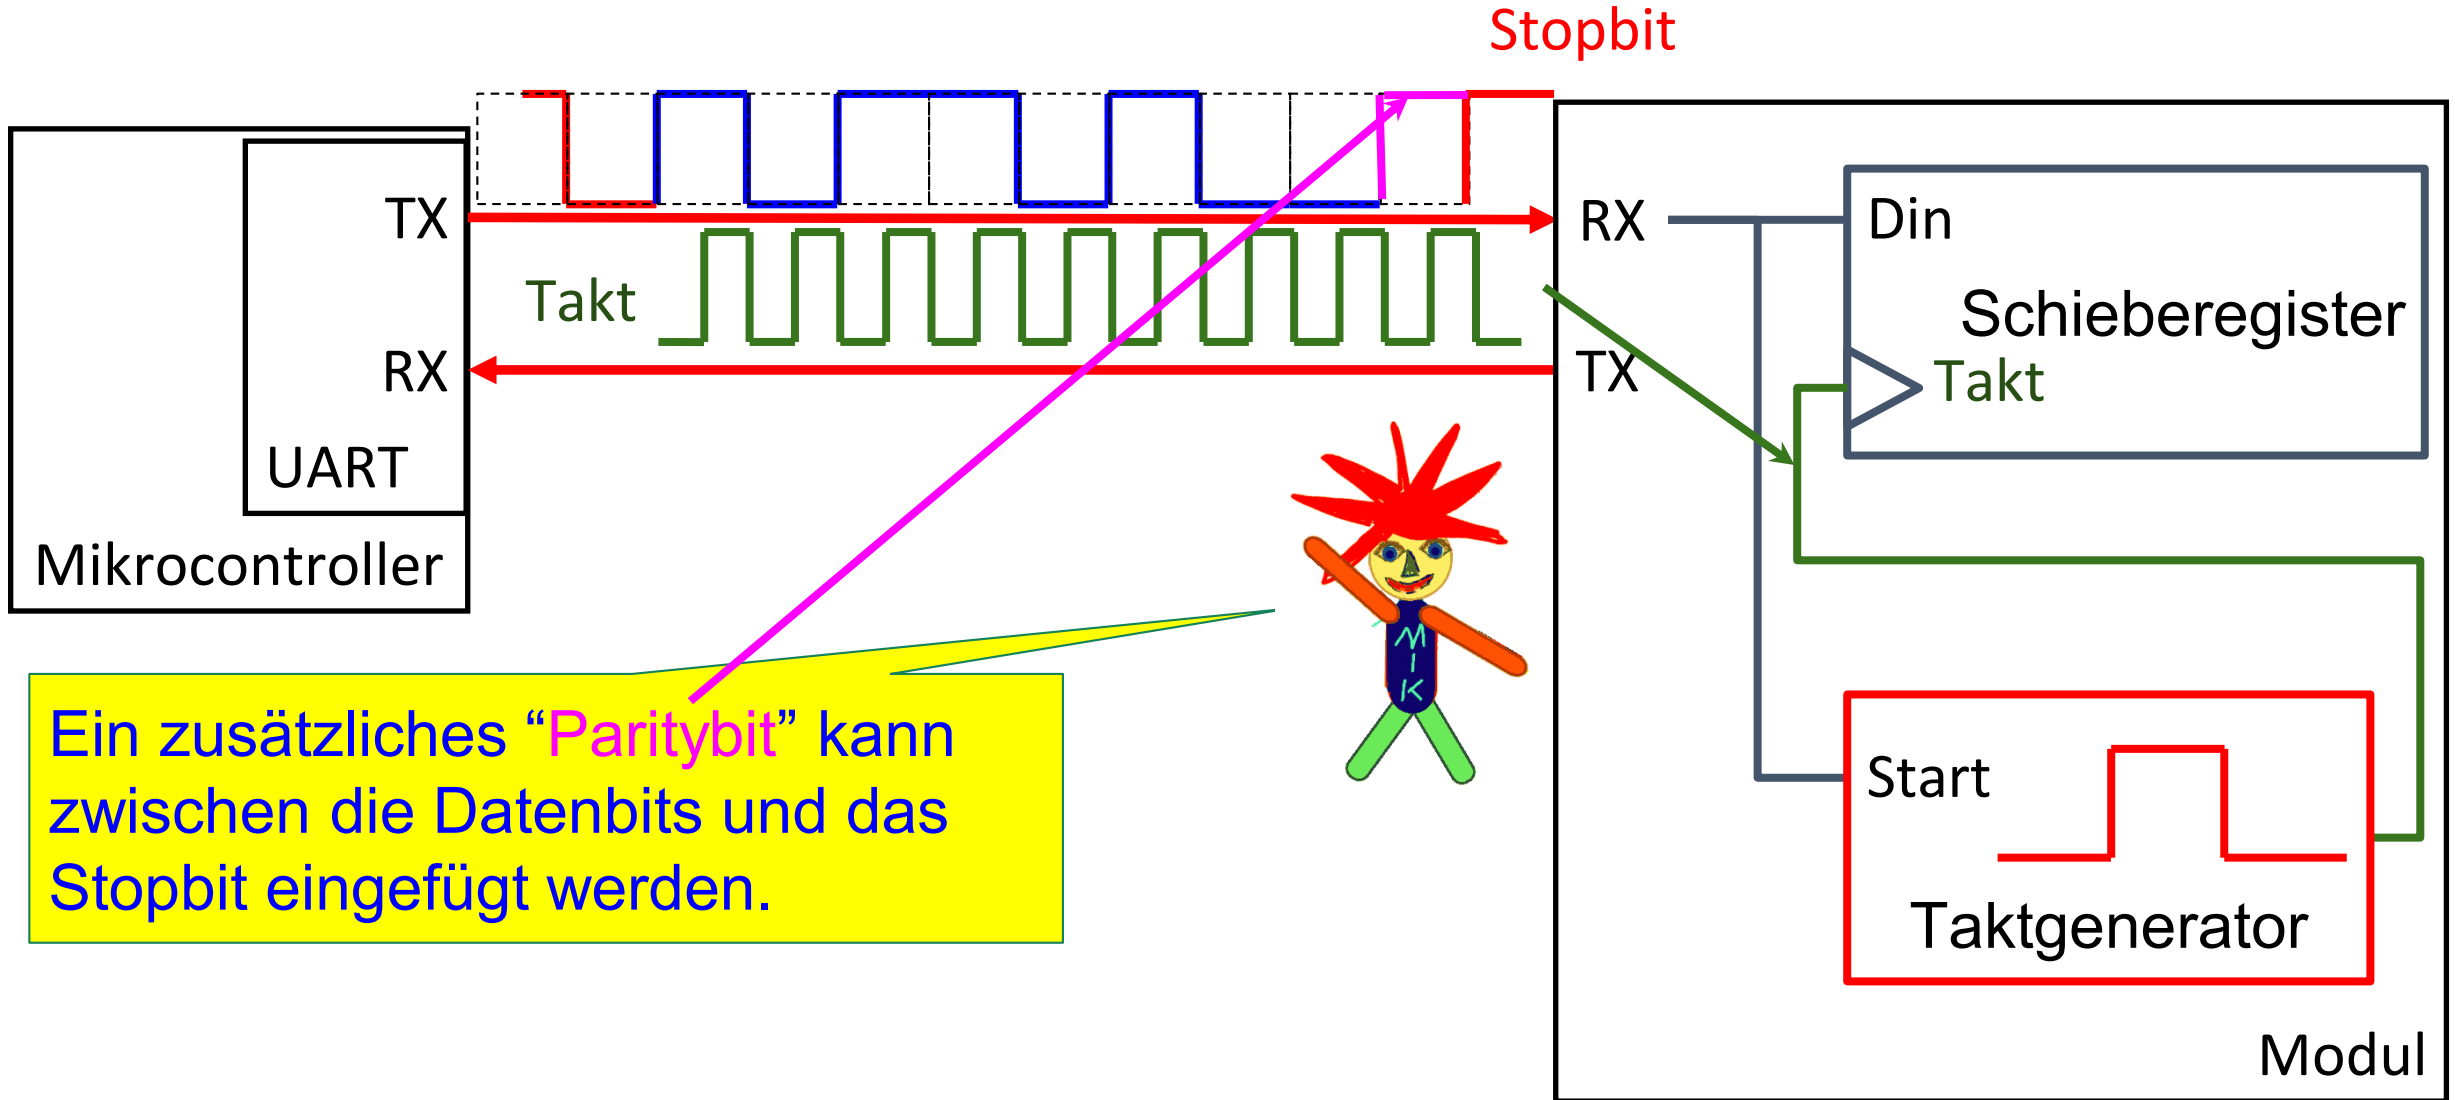 Stopbit
TX
RX
UART
Mikrocontroller
Takt
RX
TX
Din
Schieberegister
Takt
Start
Taktgenerator
Modul
MIK
Ein zusätzliches “Paritybit” kann
zwischen die Datenbits und das
Stopbit eingefügt werden.